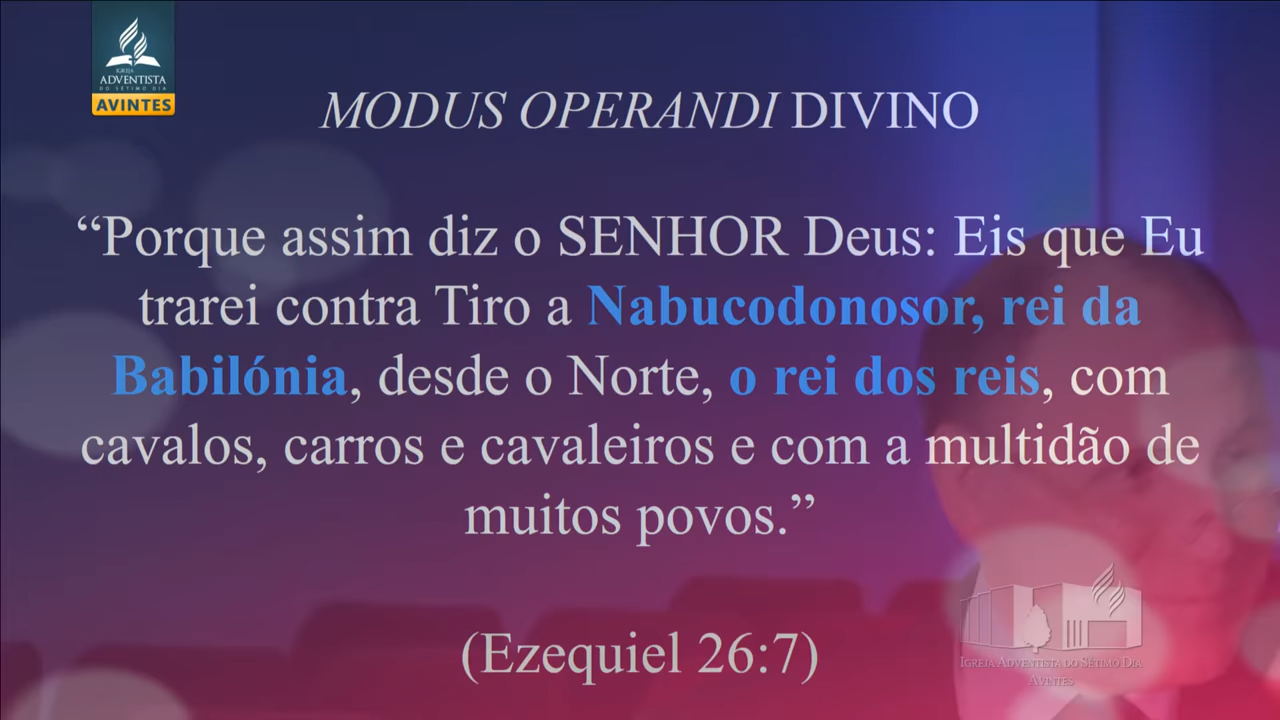 IGREJA
ADVENTISTA
DO SÉTIMO DIA
AVINTES
MODUS OPERANDI DIVINO
“Porque assim diz o SENHOR Deus: Eis que Eu
trarei contra Tiro a Nabucodonosor, rei da
Babilónia, desde o Norte, o rei dos reis, com
cavalos, carros e cavaleiros e com a multidão de
muitos povos.”
(Ezequiel 26:7)
IGREJA ADVENTISTA DO SÉTIMO DIA
AVINTES